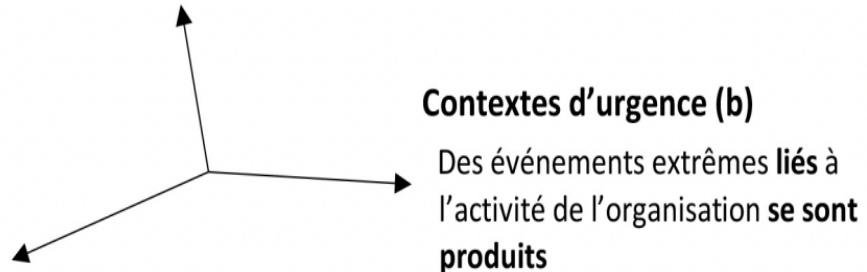 Contextes d’urgence (b)
Des événements extrêmes liés à
l’activité de l’organisation se sont
produits